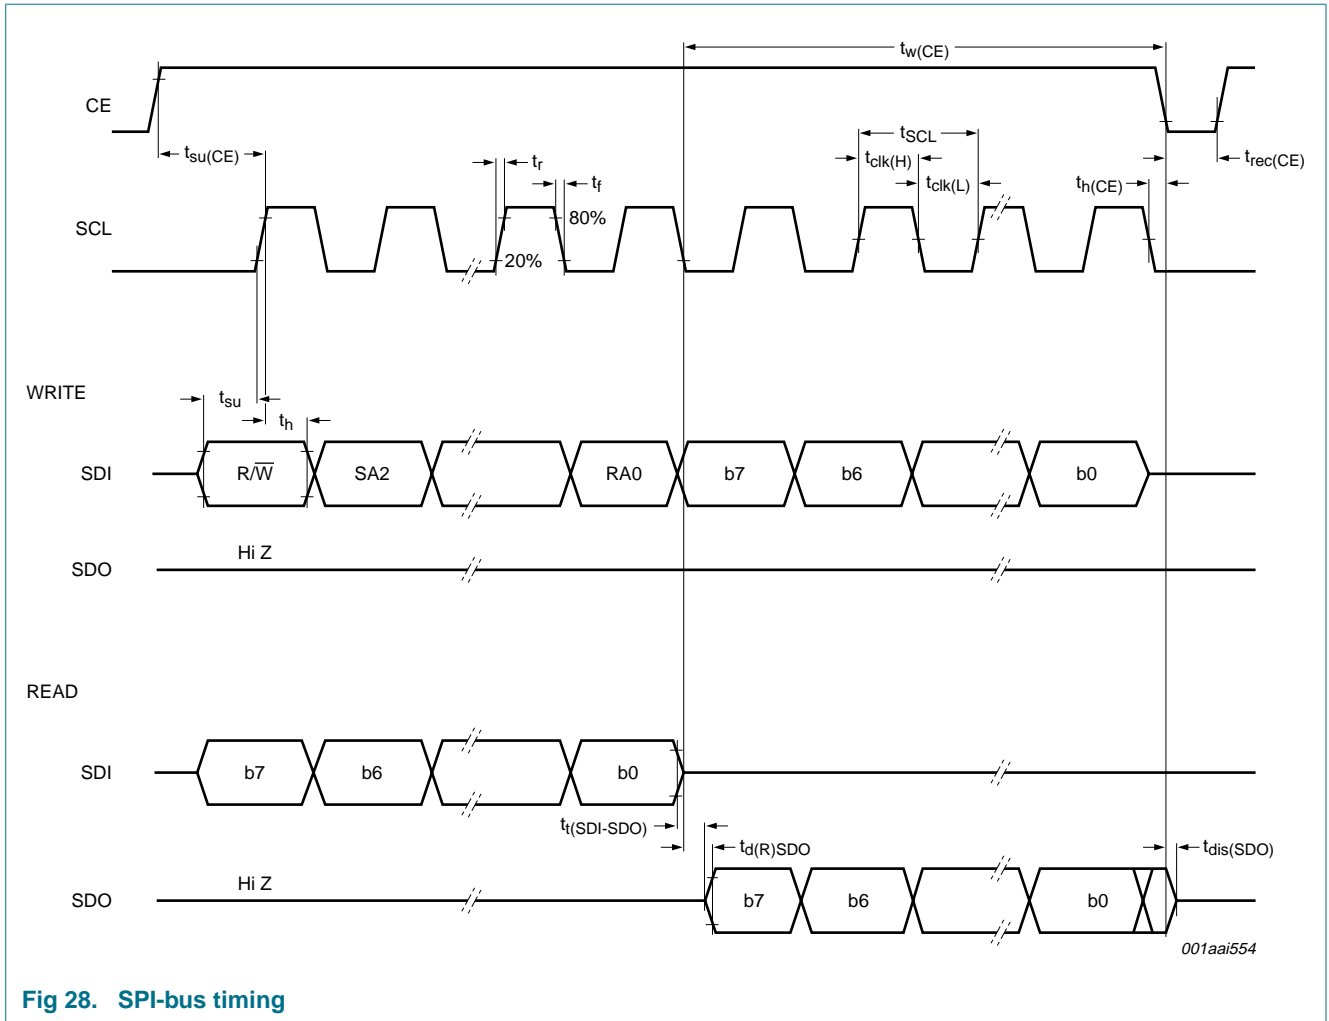 tw(CE)
CE
tSCL
tsu(CE)
tr
tclk(H)
trec(CE)
tf
tclk(L)
th(CE)
SCL
80%
20%
WRITE
tsu
th
SDI
R/W̅
SA2
RA0
b7
b6
b0
Hi Z
SDO
READ
SDI
b7
b6
b0
tt(SDI-SDO)
td(R)SDO
tdis(SDO)
Hi Z
SDO
b7
b6
b0
001aai554
Fig 28. SPI-bus timing